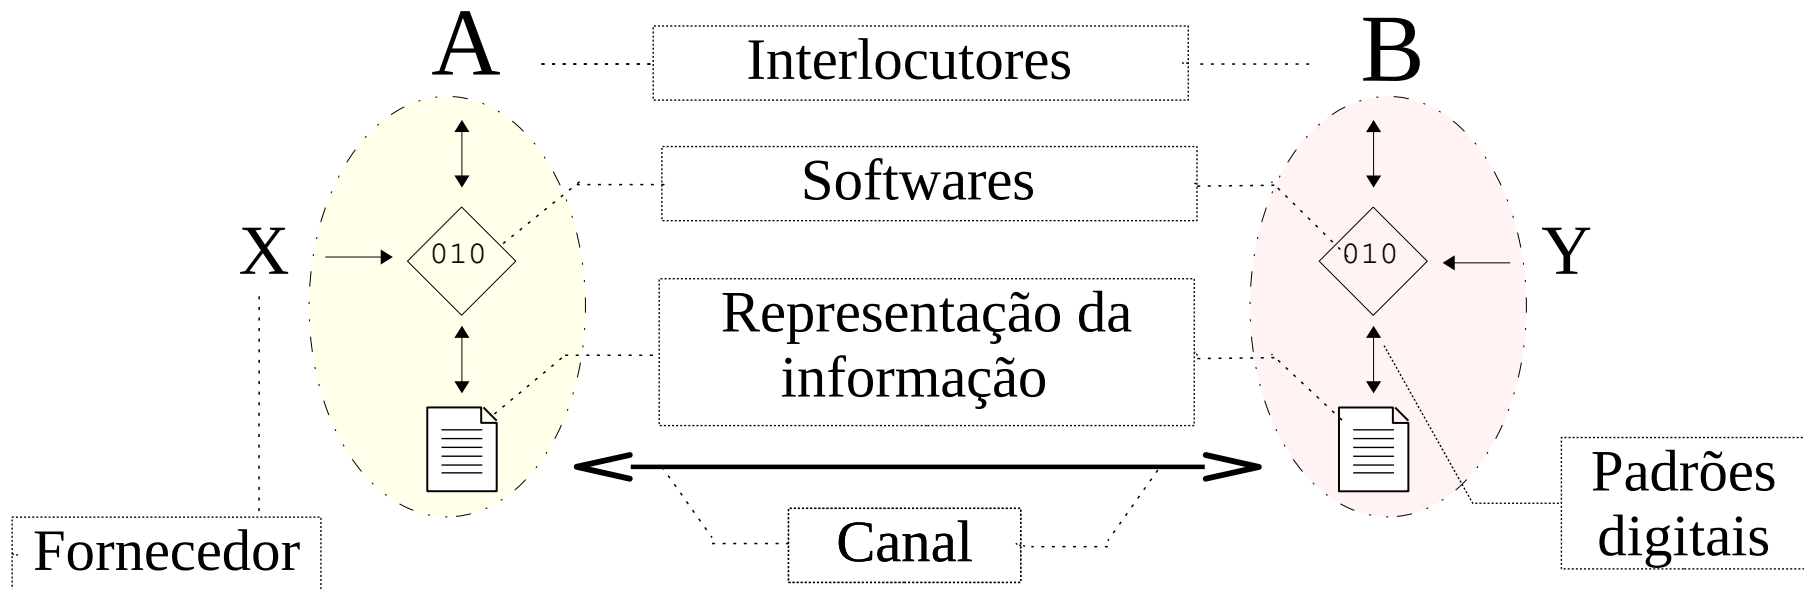 A
Interlocutores
B
Softwares
X
010
010
Y
Representação da
informação
Padrões
digitais
Fornecedor
Canal